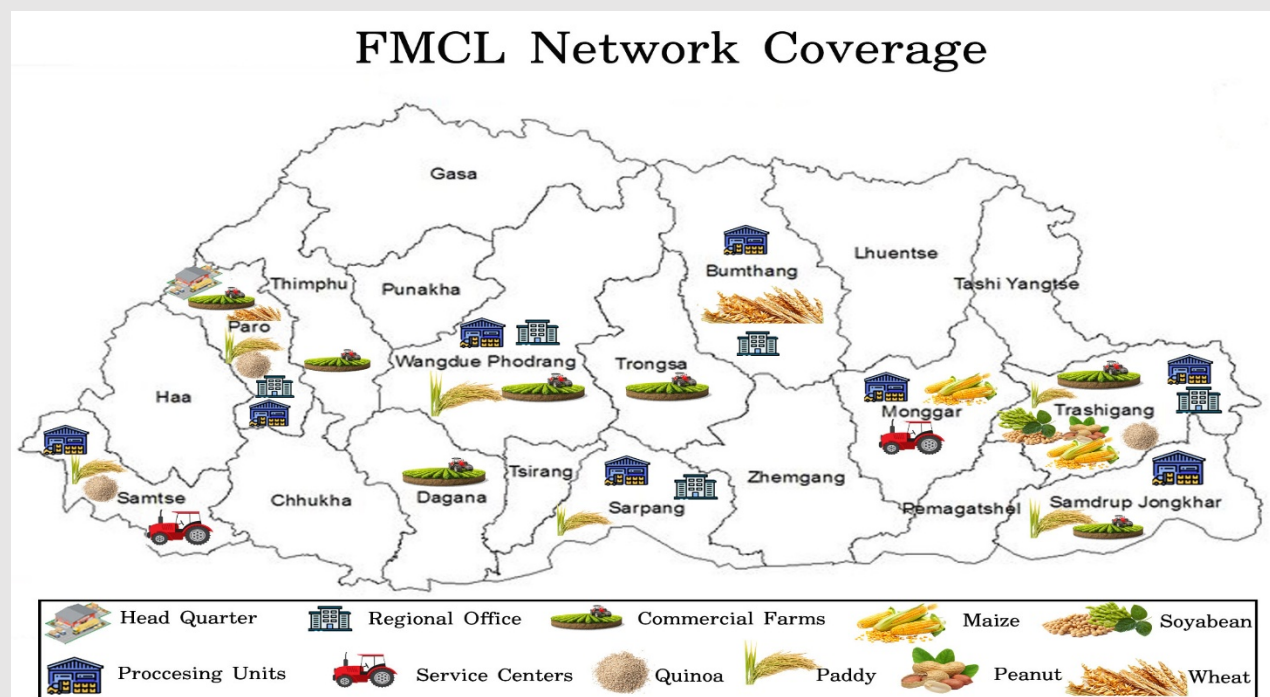 FMCL Network Coverage
Gasa
Lhuentse
Bumthang
Tashi Yangtse
Thimphu
Punakha
Paro
Wangdue Phodrang
Trongsa
Haa
Monggar
Trashigang
Tsirang
Zhemgang
Samtse
Chhukha
Dagana
Sarpang
Pemagatshel
Samdrup Jongkhar
Head Quarter Regional Office Commercial Farms Maize Soyabean
Proccesing Units Service Centers Quinoa Paddy Peanut Wheat